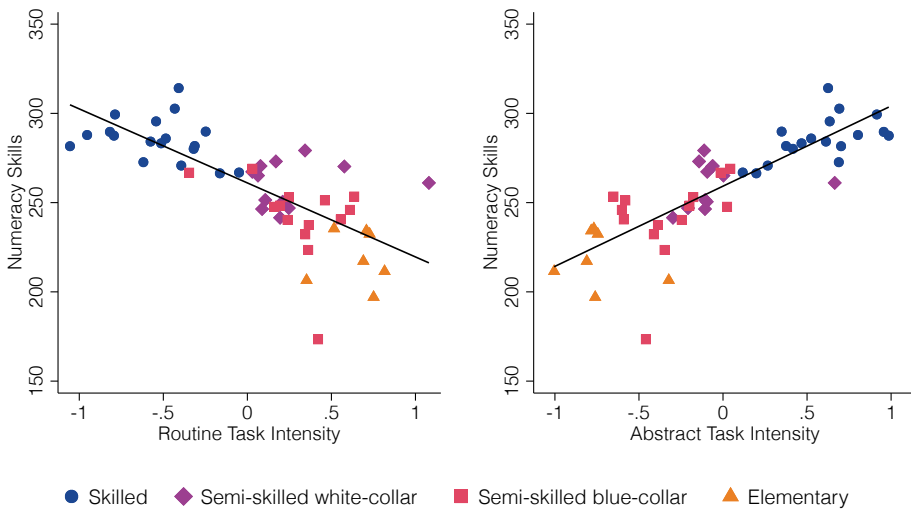 350
300
250
200
150
Numeracy Skills
-1 -.5 0 .5 1
Routine Task Intensity
350
300
250
200
150
Numeracy Skills
-1 -.5 0 .5 1
Abstract Task Intensity
Skilled Semi-skilled white-collar Semi-skilled blue-collar Elementary